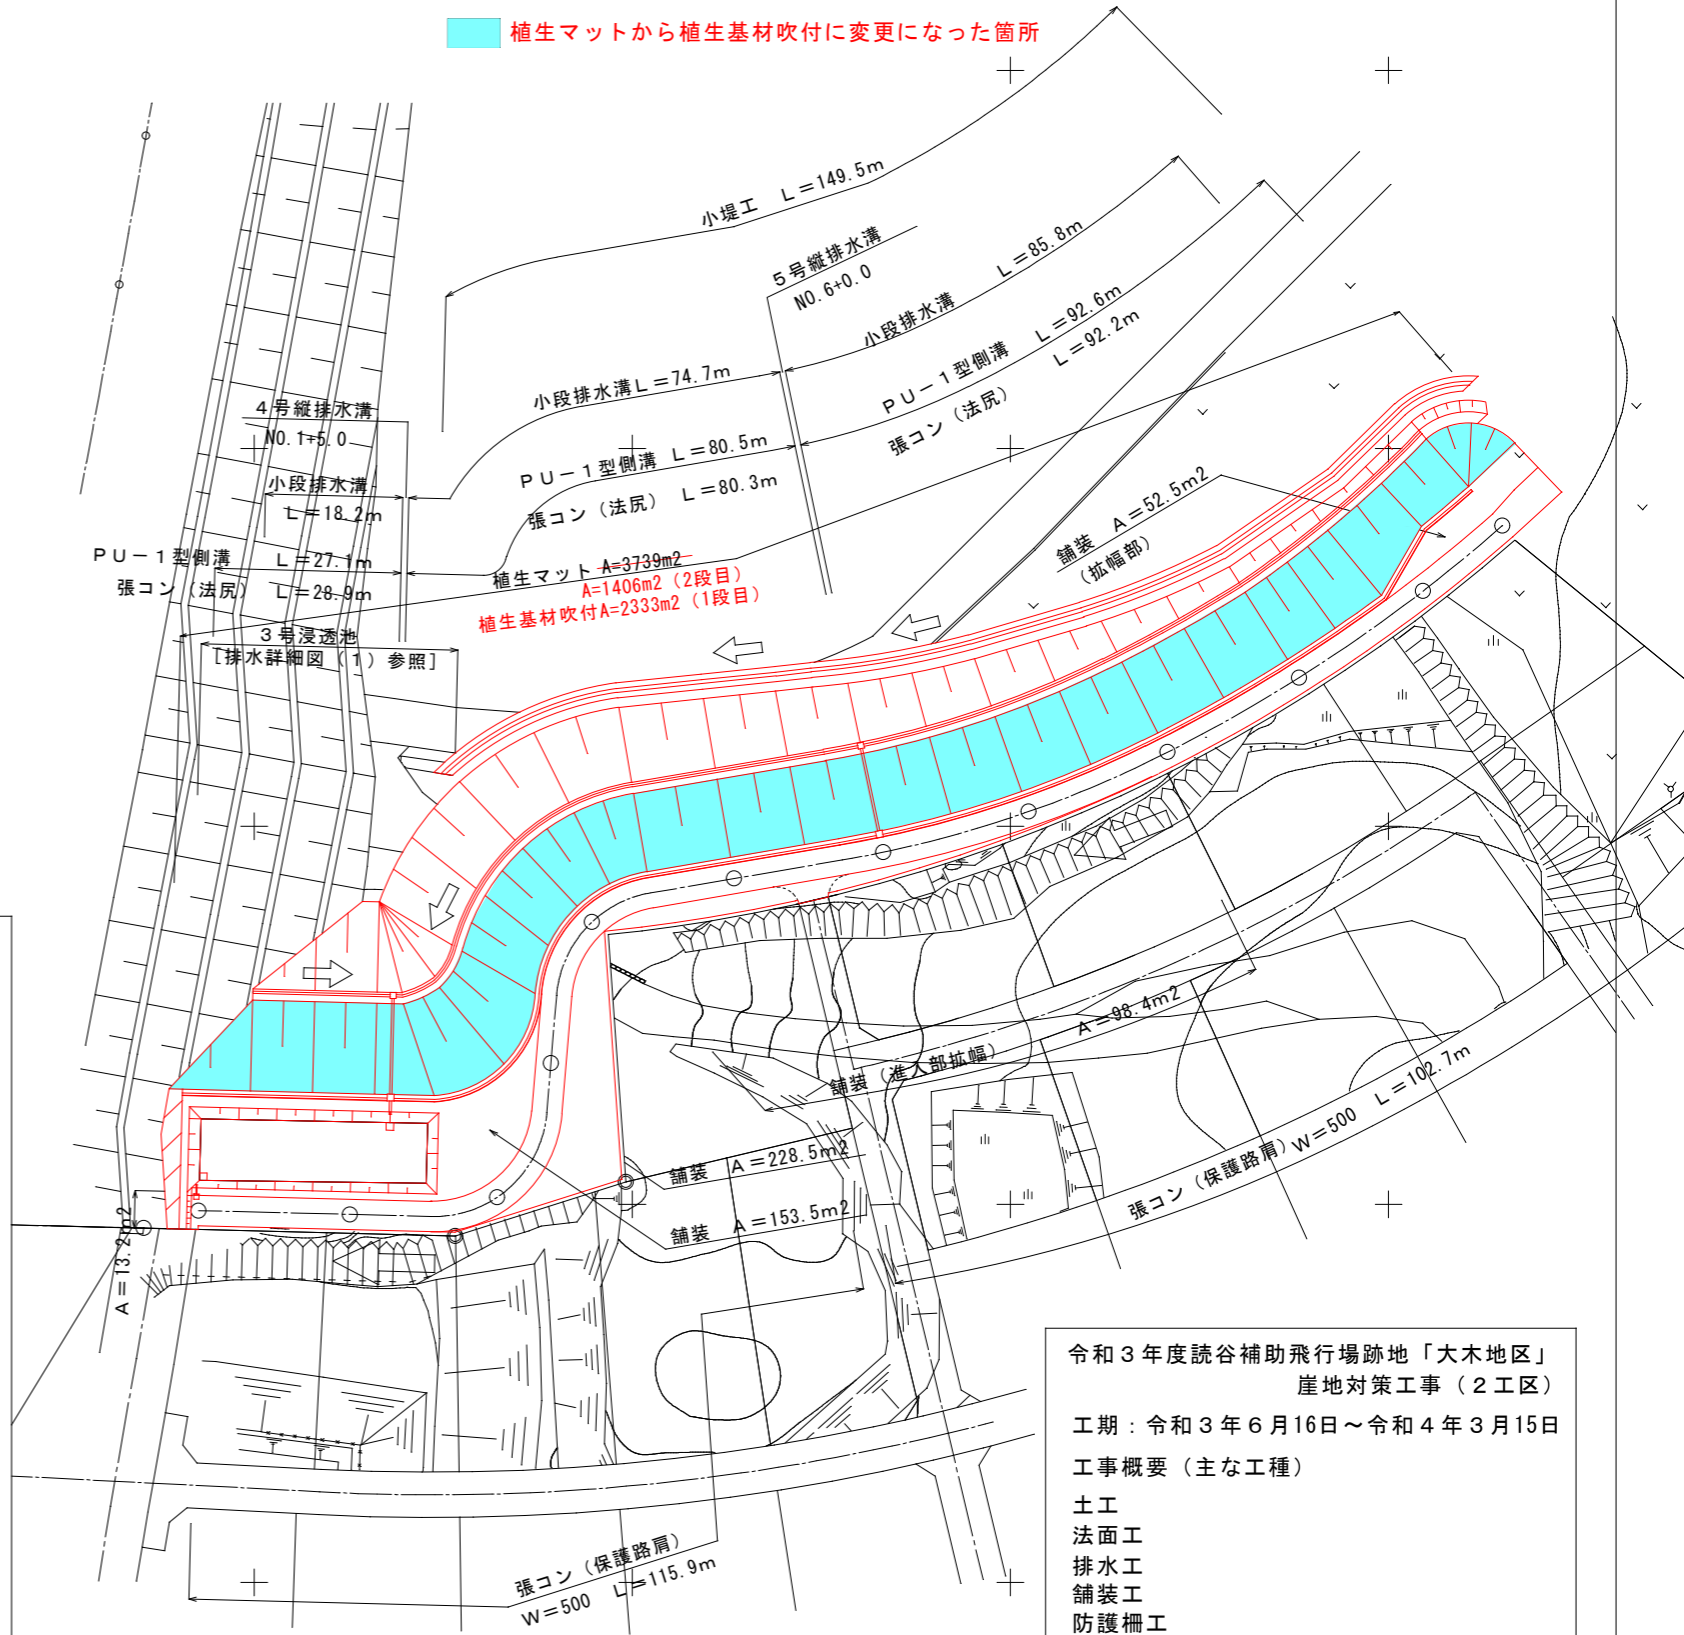 植生マットから植生基材吹付に変更になった箇所
小堤工 L=149.5m
5号縦排水溝
NO.6+0.0
L=85.8m
小段排水溝
PU-1型側溝 L=92.6m
張コン（法尻） L=92.2m
小段排水溝L=74.7m
4号縦排水溝
NO.1+5.0
PU-1型側溝 L=80.5m
張コン（法尻） L=80.3m
小段排水溝
L=18.2m
PU-1型側溝 L=27.1m
張コン（法尻） L=28.9m
舗装 A=52.5m2
（拡幅部）
植生マット A=3739m2
A=1406m2（2段目）
植生基材吹付A=2333m2（1段目）
3号浸透池
[排水詳細図（1）参照]
舗装（進入部拡幅） A=98.4m2
張コン（保護路肩）W=500 L=102.7m
舗装 A=228.5m2
舗装 A=153.5m2
A=13.2m2
張コン（保護路肩）
W=500 L=115.9m
令和3年度読谷補助飛行場跡地「大木地区」
崖地対策工事（2工区）
工期：令和3年6月16日～令和4年3月15日
工事概要（主な工種）
土工
法面工
排水工
舗装工
防護柵工